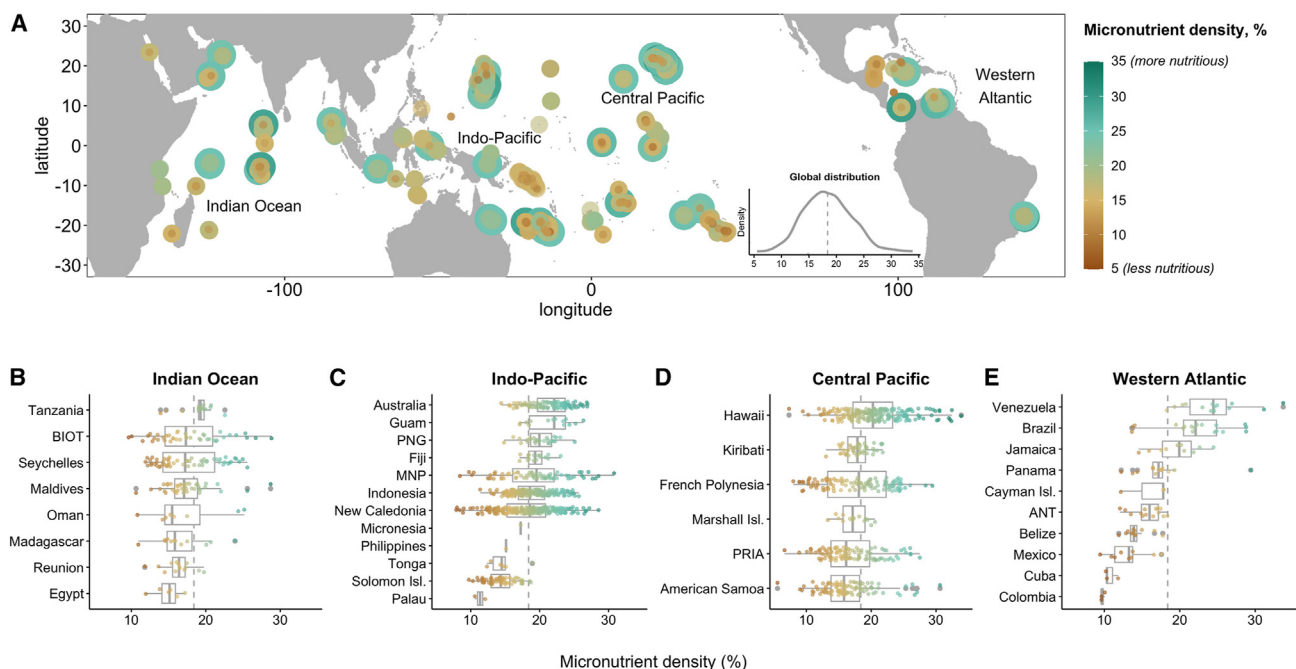 A
30
20
10
0
-10
-20
-30
latitude
-100
0
100
longitude
Indian Ocean
Indo-Pacific
Central Pacific
Western
Altantic
Global distribution
Density
5
10
15
20
25
30
35
Micronutrient density, %
35 (more nutritious)
30
25
20
15
10
5 (less nutritious)
B
Indian Ocean
Tanzania
BIOT
Seychelles
Maldives
Oman
Madagascar
Reunion
Egypt
10
20
30
C
Indo-Pacific
Australia
Guam
PNG
Fiji
MNP
Indonesia
New Caledonia
Micronesia
Philippines
Tonga
Solomon Isl.
Palau
10
20
30
D
Central Pacific
Hawaii
Kiribati
French Polynesia
Marshall Isl.
PRIA
American Samoa
10
20
30
E
Western Atlantic
Venezuela
Brazil
Jamaica
Panama
Cayman Isl.
ANT
Belize
Mexico
Cuba
Colombia
10
20
30
Micronutrient density (%)